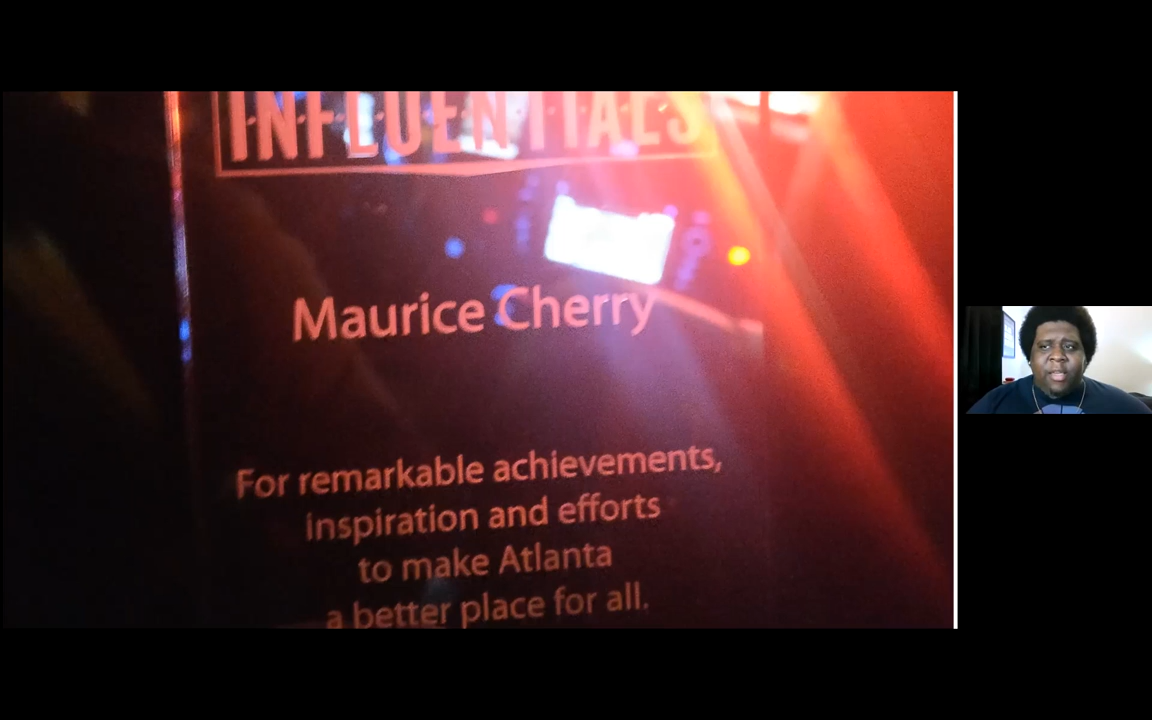 INFLUENTIALS
Maurice Cherry
For remarkable achievements,
inspiration and efforts
to make Atlanta
a better place for all.